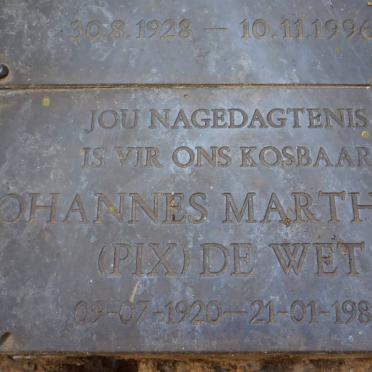 30.8.1928 — 10.11.1996
JOU NAGEDAGTENIS
IS VIR ONS KOSBAAR
OHANNES MARTH
(PIX) DE WET
09-07-1920—21-01-198